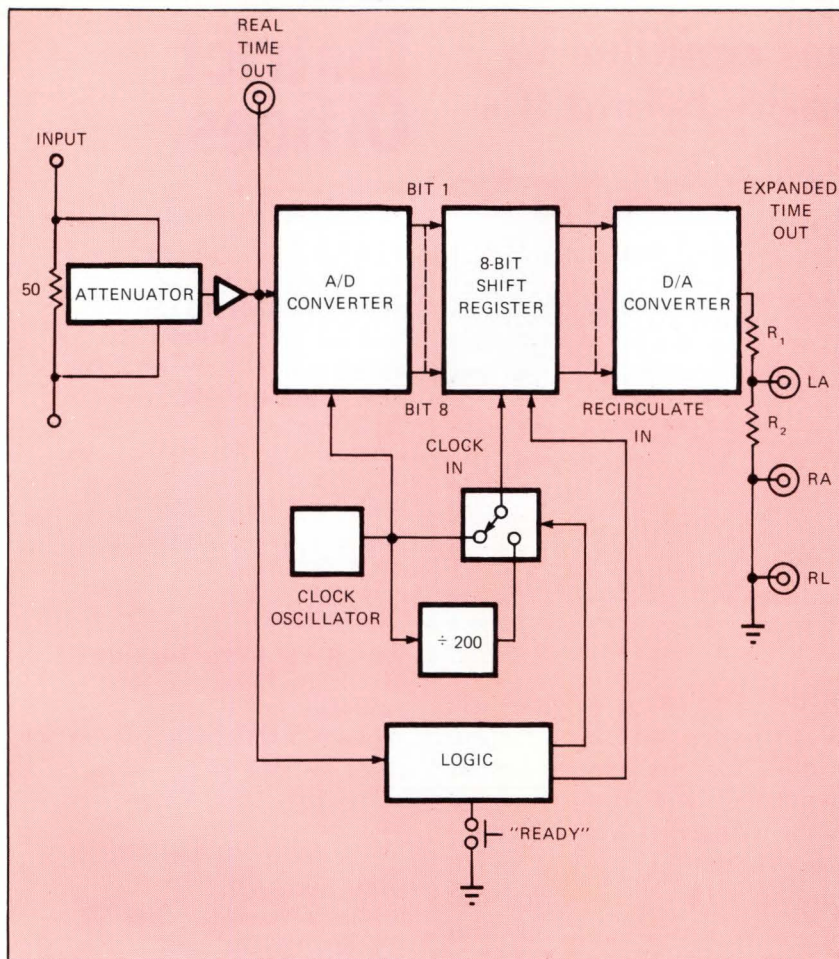 REAL
TIME
OUT
INPUT
50
ATTENUATOR
A/D
CONVERTER
BIT 1
BIT 8
8-BIT
SHIFT
REGISTER
D/A
CONVERTER
EXPANDED
TIME
OUT
R1
LA
R2
RA
RL
CLOCK
IN
RECIRCULATE
IN
CLOCK
OSCILLATOR
÷ 200
LOGIC
"READY"